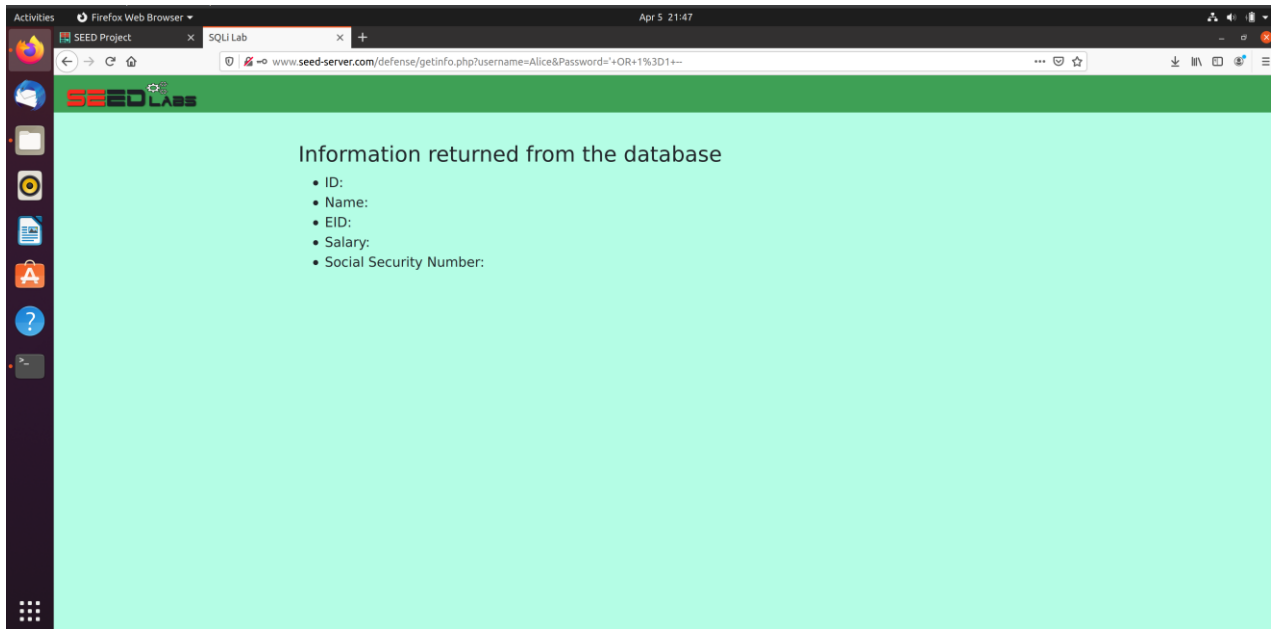 Activities Firefox Web Browser Apr 5 21:47
SEED Project SQLi Lab
www.seed-server.com/defense/getinfo.php?username=Alice&Password='+OR+1%3D1+--
SEED LABS
Information returned from the database
• ID:
• Name:
• EID:
• Salary:
• Social Security Number: